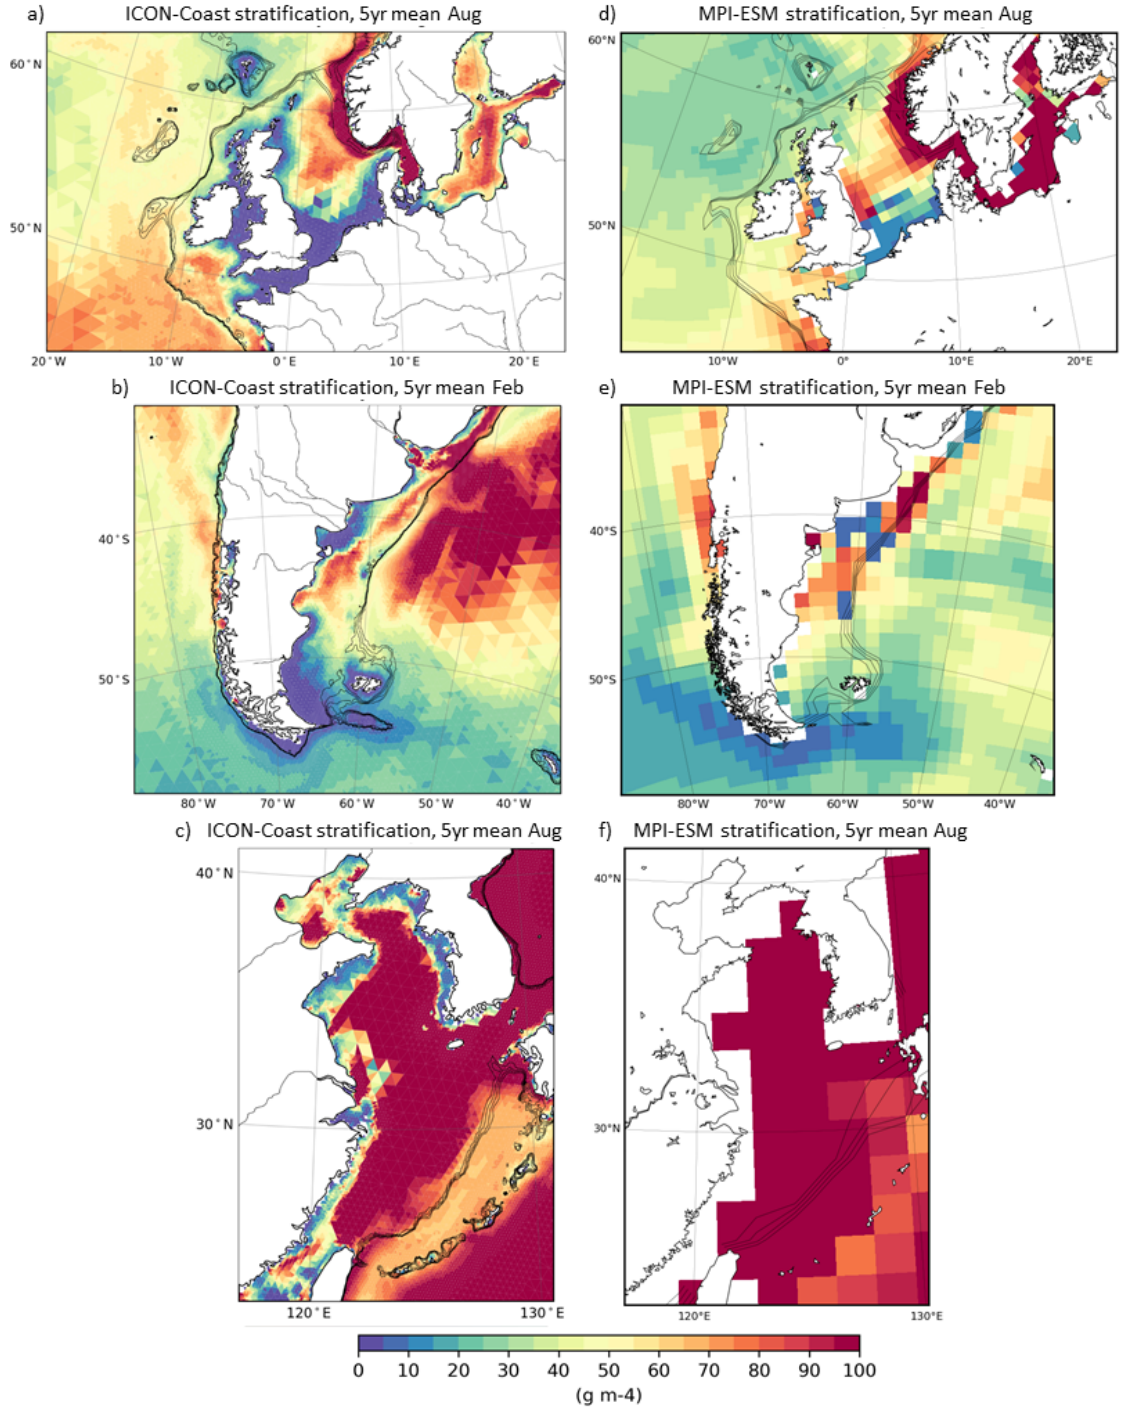 a) ICON-Coast stratification, 5yr mean Aug
d) MPI-ESM stratification, 5yr mean Aug
60°N
50°N
20°W 10°W 0°E 10°E 20°E
60°N
50°N
10°W 0° 10°E 20°E
b) ICON-Coast stratification, 5yr mean Feb
e) MPI-ESM stratification, 5yr mean Feb
40°S
50°S
80°W 70°W 60°W 50°W 40°W
40°S
50°S
80°W 70°W 60°W 50°W 40°W
c) ICON-Coast stratification, 5yr mean Aug
f) MPI-ESM stratification, 5yr mean Aug
40°N
30°N
120°E 130°E
40°N
30°N
120°E 130°E
0 10 20 30 40 50 60 70 80 90 100
(g m-4)